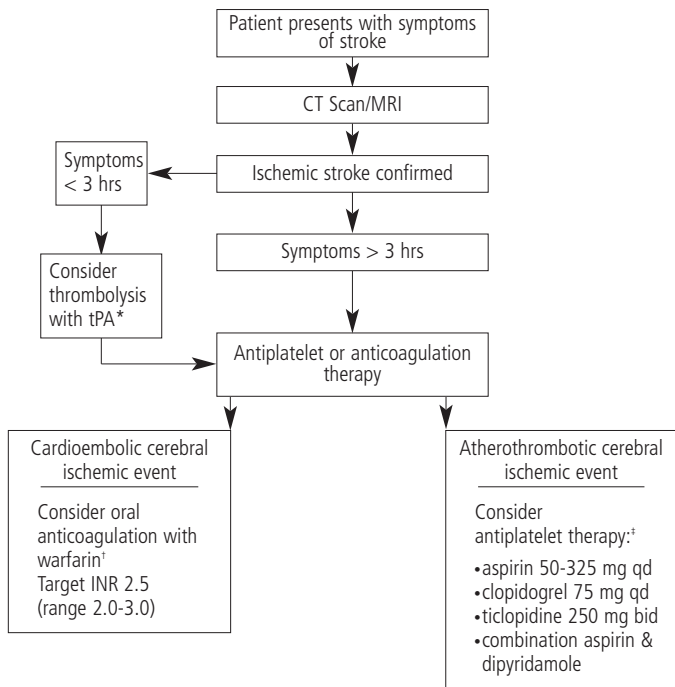 Patient presents with symptoms
of stroke
CT Scan/MRI
Symptoms
< 3 hrs
Ischemic stroke confirmed
Symptoms > 3 hrs
Consider
thrombolysis
with tPA*
Antiplatelet or anticoagulation
therapy
Cardioembolic cerebral
ischemic event
Consider oral
anticoagulation with
warfarin†
Target INR 2.5
(range 2.0-3.0)
Atherothrombotic cerebral
ischemic event
Consider
antiplatelet therapy:‡
•aspirin 50-325 mg qd
•clopidogrel 75 mg qd
•ticlopidine 250 mg bid
•combination aspirin &
dipyridamole